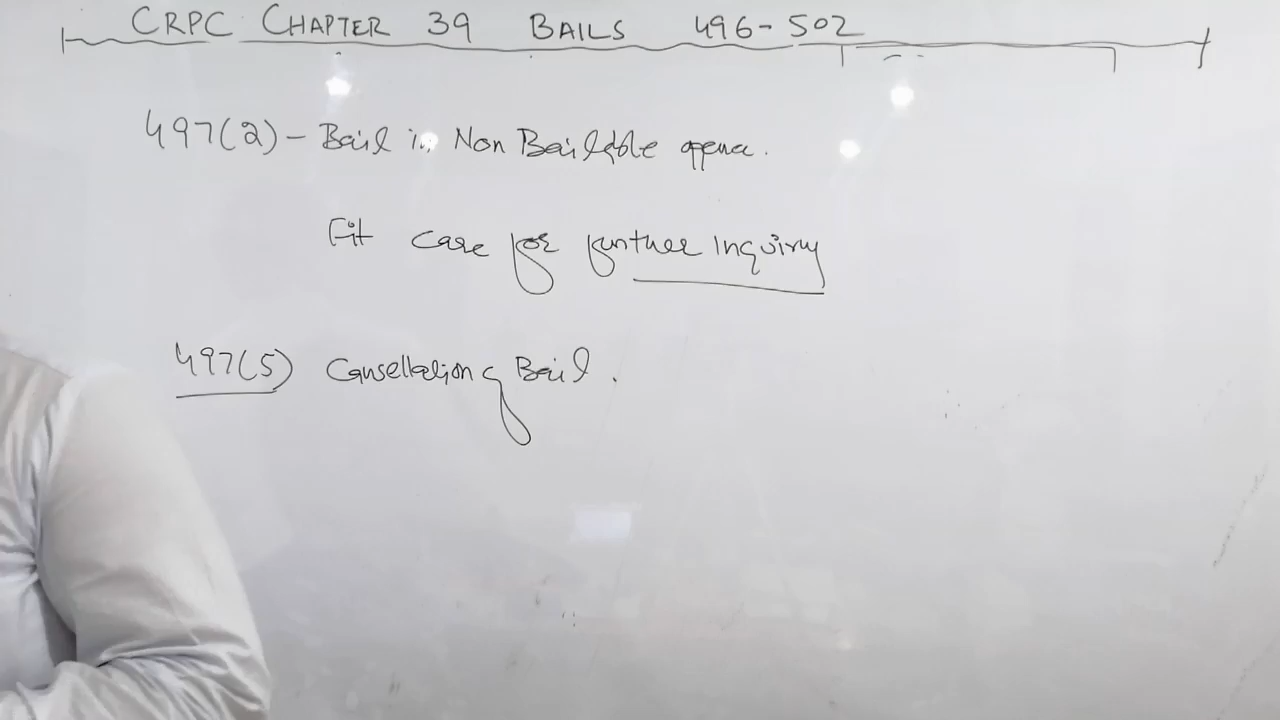 CRPC CHAPTER 39 BAILS 496-502
497(2) - Bail in Non Bailable offence.
Fit case for further Inquiry
497(5) Cansellation of Bail.